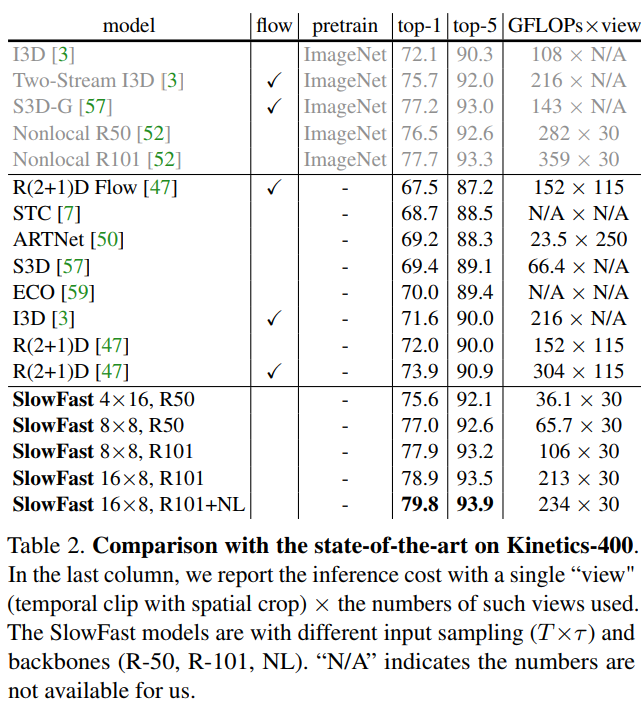 model flow pretrain top-1 top-5 GFLOPs×view
I3D [3] ImageNet 72.1 90.3 108 × N/A
Two-Stream I3D [3] ✓ ImageNet 75.7 92.0 216 × N/A
S3D-G [57] ✓ ImageNet 77.2 93.0 143 × N/A
Nonlocal R50 [52] ImageNet 76.5 92.6 282 × 30
Nonlocal R101 [52] ImageNet 77.7 93.3 359 × 30
R(2+1)D Flow [47] ✓ - 67.5 87.2 152 × 115
STC [7] - 68.7 88.5 N/A × N/A
ARTNet [50] - 69.2 88.3 23.5 × 250
S3D [57] - 69.4 89.1 66.4 × N/A
ECO [59] - 70.0 89.4 N/A × N/A
I3D [3] ✓ - 71.6 90.0 216 × N/A
R(2+1)D [47] - 72.0 90.0 152 × 115
R(2+1)D [47] ✓ - 73.9 90.9 304 × 115
SlowFast 4×16, R50 - 75.6 92.1 36.1 × 30
SlowFast 8×8, R50 - 77.0 92.6 65.7 × 30
SlowFast 8×8, R101 - 77.9 93.2 106 × 30
SlowFast 16×8, R101 - 78.9 93.5 213 × 30
SlowFast 16×8, R101+NL - 79.8 93.9 234 × 30
Table 2. Comparison with the state-of-the-art on Kinetics-400.
In the last column, we report the inference cost with a single “view"
(temporal clip with spatial crop) × the numbers of such views used.
The SlowFast models are with different input sampling (T×τ) and
backbones (R-50, R-101, NL). “N/A” indicates the numbers are
not available for us.